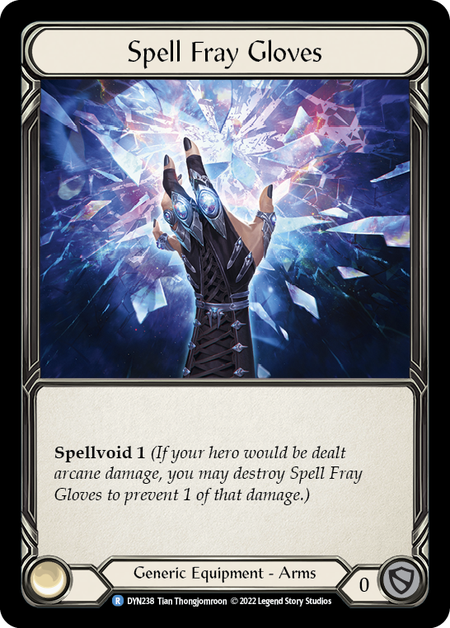 Spell Fray Gloves
Spellvoid 1 (If your hero would be dealt
arcane damage, you may destroy Spell Fray
Gloves to prevent 1 of that damage.)
Generic Equipment - Arms
0
R DYN238 Tian Thongjomroon © 2022 Legend Story Studios